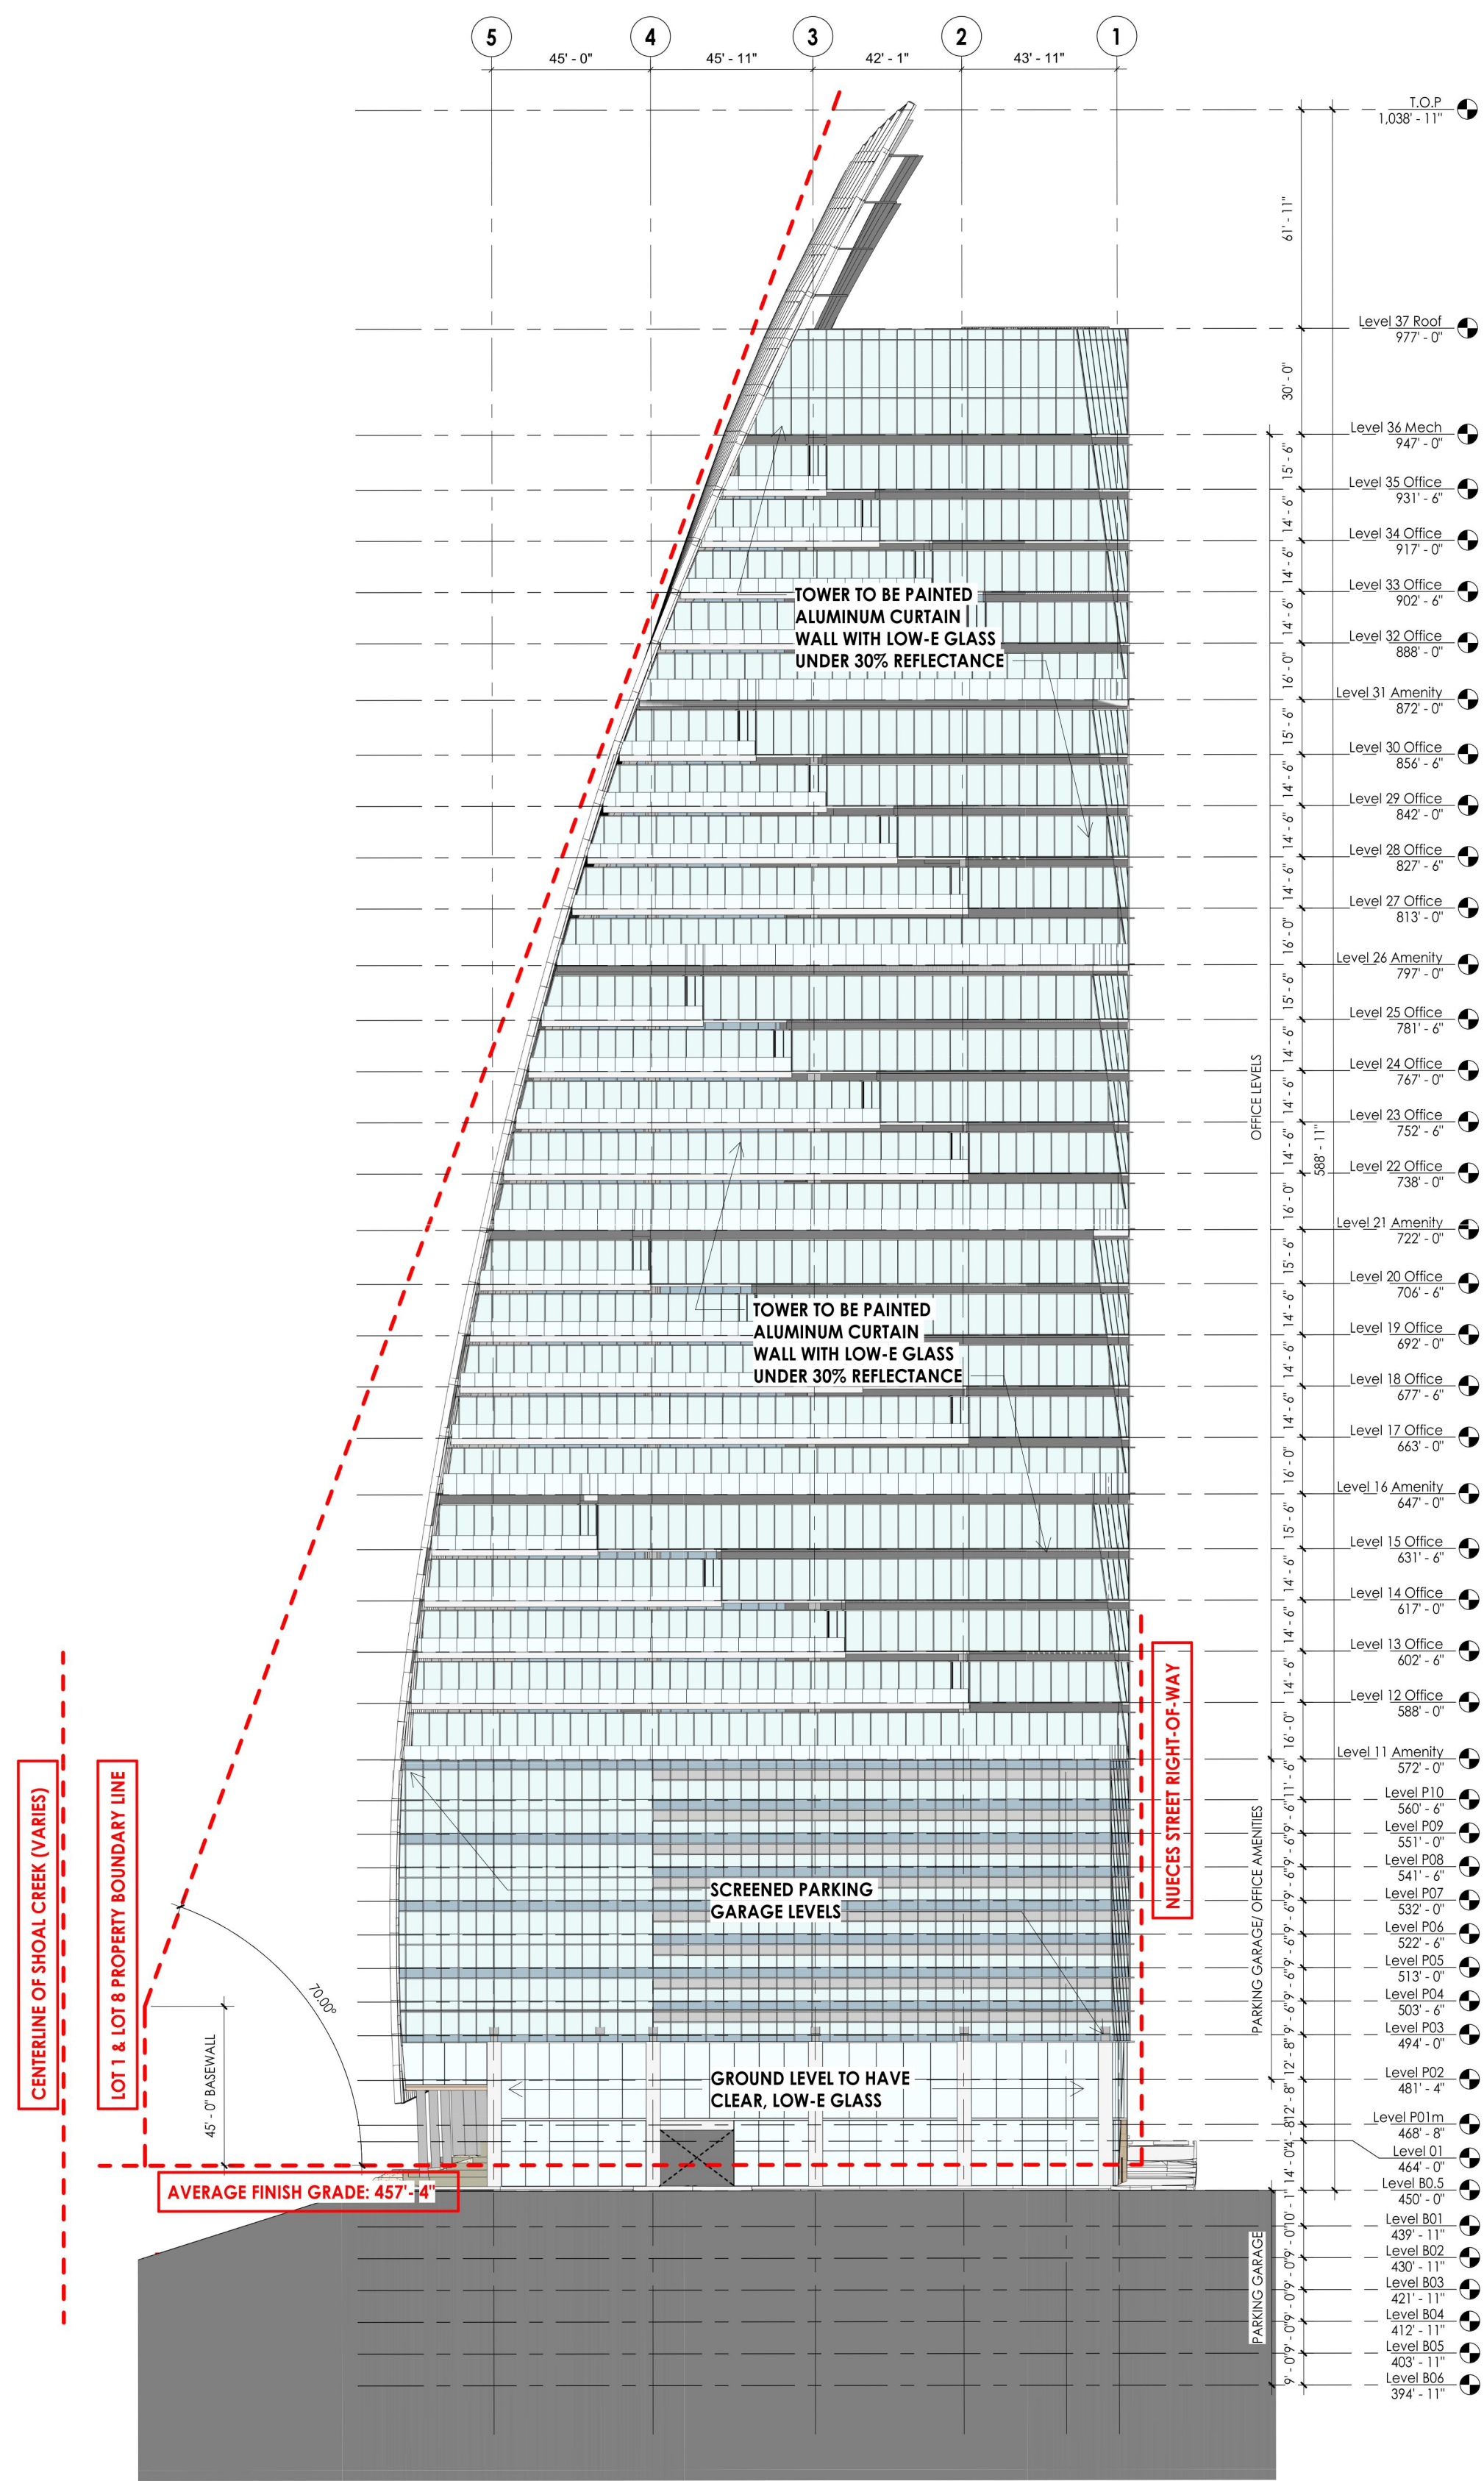 5
4
3
2
1
45' - 0"
45' - 11"
42' - 1"
43' - 11"
T.O.P
1,038' - 11"
61' - 11"
Level 37 Roof
977' - 0"
30' - 0"
Level 36 Mech
947' - 0"
15' - 6"
Level 35 Office
931' - 6"
14' - 6"
Level 34 Office
917' - 0"
14' - 6"
Level 33 Office
902' - 6"
14' - 6"
Level 32 Office
888' - 0"
16' - 0"
Level 31 Amenity
872' - 0"
15' - 6"
Level 30 Office
856' - 6"
14' - 6"
Level 29 Office
842' - 0"
14' - 6"
Level 28 Office
827' - 6"
14' - 6"
Level 27 Office
813' - 0"
16' - 0"
Level 26 Amenity
797' - 0"
15' - 6"
Level 25 Office
781' - 6"
14' - 6"
Level 24 Office
767' - 0"
14' - 6"
Level 23 Office
752' - 6"
14' - 6"
Level 22 Office
738' - 0"
16' - 0"
Level 21 Amenity
722' - 0"
15' - 6"
Level 20 Office
706' - 6"
14' - 6"
Level 19 Office
692' - 0"
14' - 6"
Level 18 Office
677' - 6"
14' - 6"
Level 17 Office
663' - 0"
16' - 0"
Level 16 Amenity
647' - 0"
15' - 6"
Level 15 Office
631' - 6"
14' - 6"
Level 14 Office
617' - 0"
14' - 6"
Level 13 Office
602' - 6"
14' - 6"
Level 12 Office
588' - 0"
16' - 0"
Level 11 Amenity
572' - 0"
11' - 6"
Level P10
560' - 6"
9' - 6"
Level P09
551' - 0"
9' - 6"
Level P08
541' - 6"
9' - 6"
Level P07
532' - 0"
9' - 6"
Level P06
522' - 6"
9' - 6"
Level P05
513' - 0"
9' - 6"
Level P04
503' - 6"
9' - 6"
Level P03
494' - 0"
12' - 8"
Level P02
481' - 4"
12' - 8"
Level P01m
468' - 8"
4' - 8"
Level 01
464' - 0"
14' - 0"
Level B0.5
450' - 0"
10' - 1"
Level B01
439' - 11"
9' - 0"
Level B02
430' - 11"
9' - 0"
Level B03
421' - 11"
9' - 0"
Level B04
412' - 11"
9' - 0"
Level B05
403' - 11"
9' - 0"
Level B06
394' - 11"
OFFICE LEVELS
588' - 11"
PARKING GARAGE/ OFFICE AMENITIES
PARKING GARAGE
TOWER TO BE PAINTED
ALUMINUM CURTAIN
WALL WITH LOW-E GLASS
UNDER 30% REFLECTANCE
TOWER TO BE PAINTED
ALUMINUM CURTAIN
WALL WITH LOW-E GLASS
UNDER 30% REFLECTANCE
SCREENED PARKING
GARAGE LEVELS
GROUND LEVEL TO HAVE
CLEAR, LOW-E GLASS
NUECES STREET RIGHT-OF-WAY
CENTERLINE OF SHOAL CREEK (VARIES)
LOT 1 & LOT 8 PROPERTY BOUNDARY LINE
70.00°
45' - 0" BASEWALL
AVERAGE FINISH GRADE: 457'- 4"